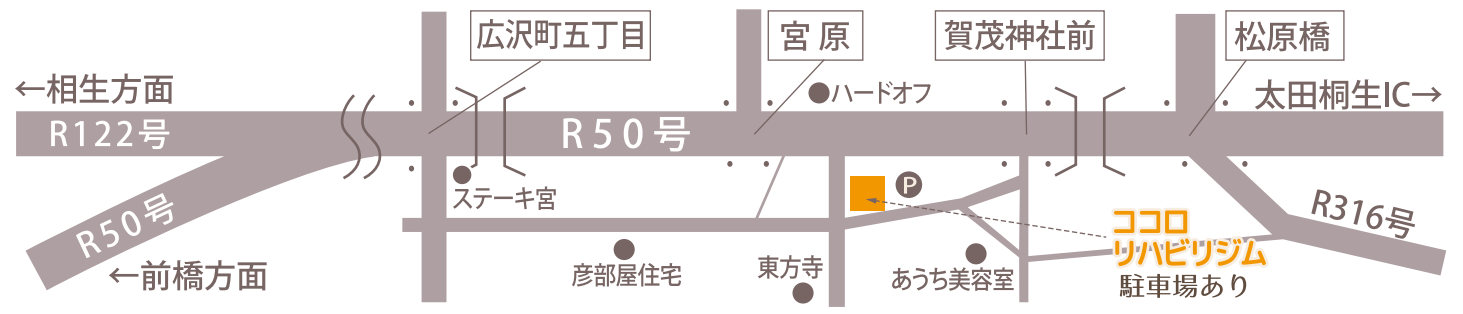 広沢町五丁目
宮原
賀茂神社前
松原橋
←相生方面
ハードオフ
太田桐生IC→
R122号
R50号
ステーキ宮
P
R50号
R316号
←前橋方面
彦部屋住宅
東方寺
あうち美容室
ココロ
リハビリジム
駐車場あり